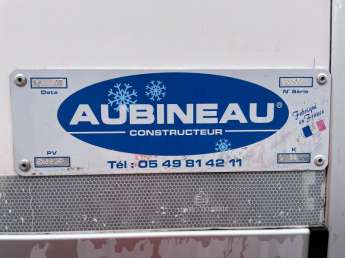 Date
N° Série
AUBINEAU®
CONSTRUCTEUR
Fabriqué
en France
PV
K
Tél : 05 49 81 42 11